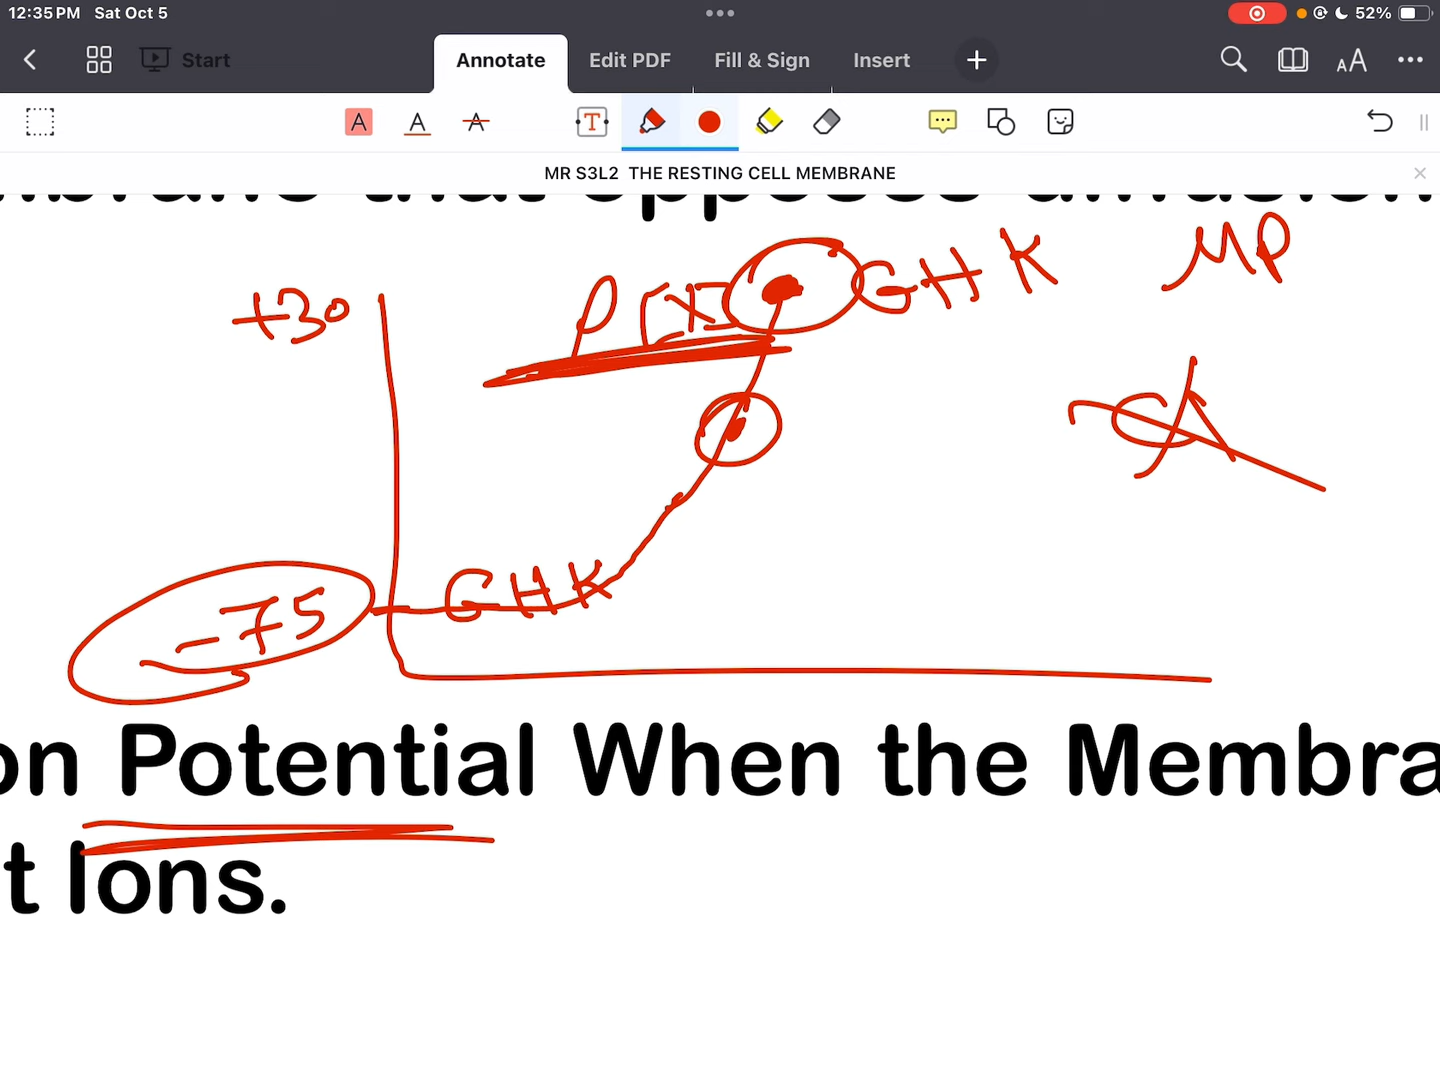 12:35 PM Sat Oct 5
52%
Start
Annotate
Edit PDF
Fill & Sign
Insert
MR S3L2 THE RESTING CELL MEMBRANE
MP
GHK
P[X]
+30
GHK
-75
on Potential When the Membra
t Ions.